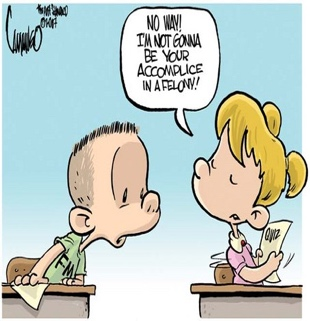 NO WAY!
I'M NOT GONNA
BE YOUR
ACCOMPLICE
IN A FELONY!
QUIZ